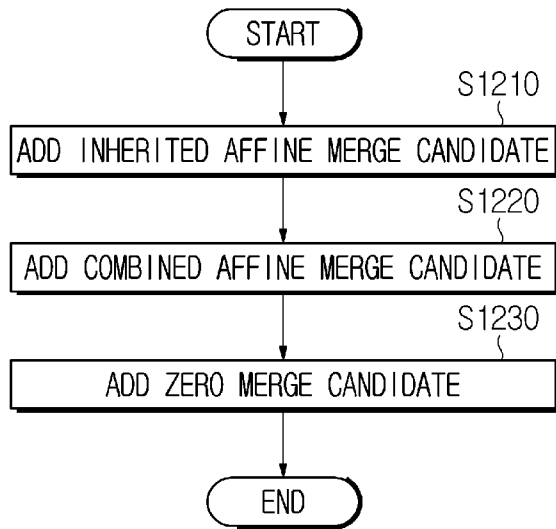 START
S1210
ADD INHERITED AFFINE MERGE CANDIDATE
S1220
ADD COMBINED AFFINE MERGE CANDIDATE
S1230
ADD ZERO MERGE CANDIDATE
END